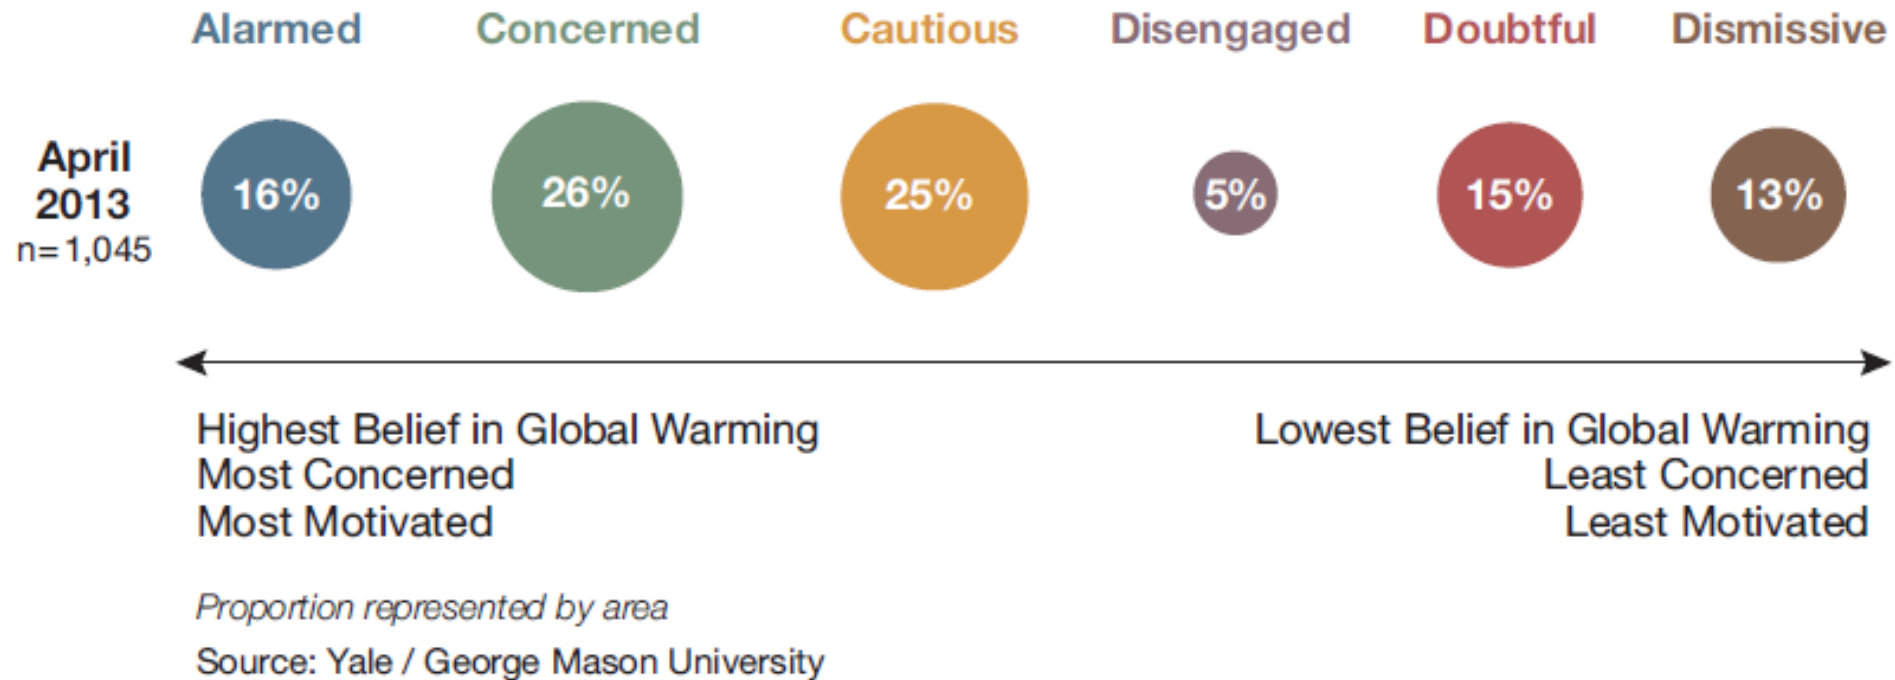 Alarmed Concerned Cautious Disengaged Doubtful Dismissive
April
2013
n=1,045
16% 26% 25% 5% 15% 13%
Highest Belief in Global Warming
Most Concerned
Most Motivated
Lowest Belief in Global Warming
Least Concerned
Least Motivated
Proportion represented by area
Source: Yale / George Mason University